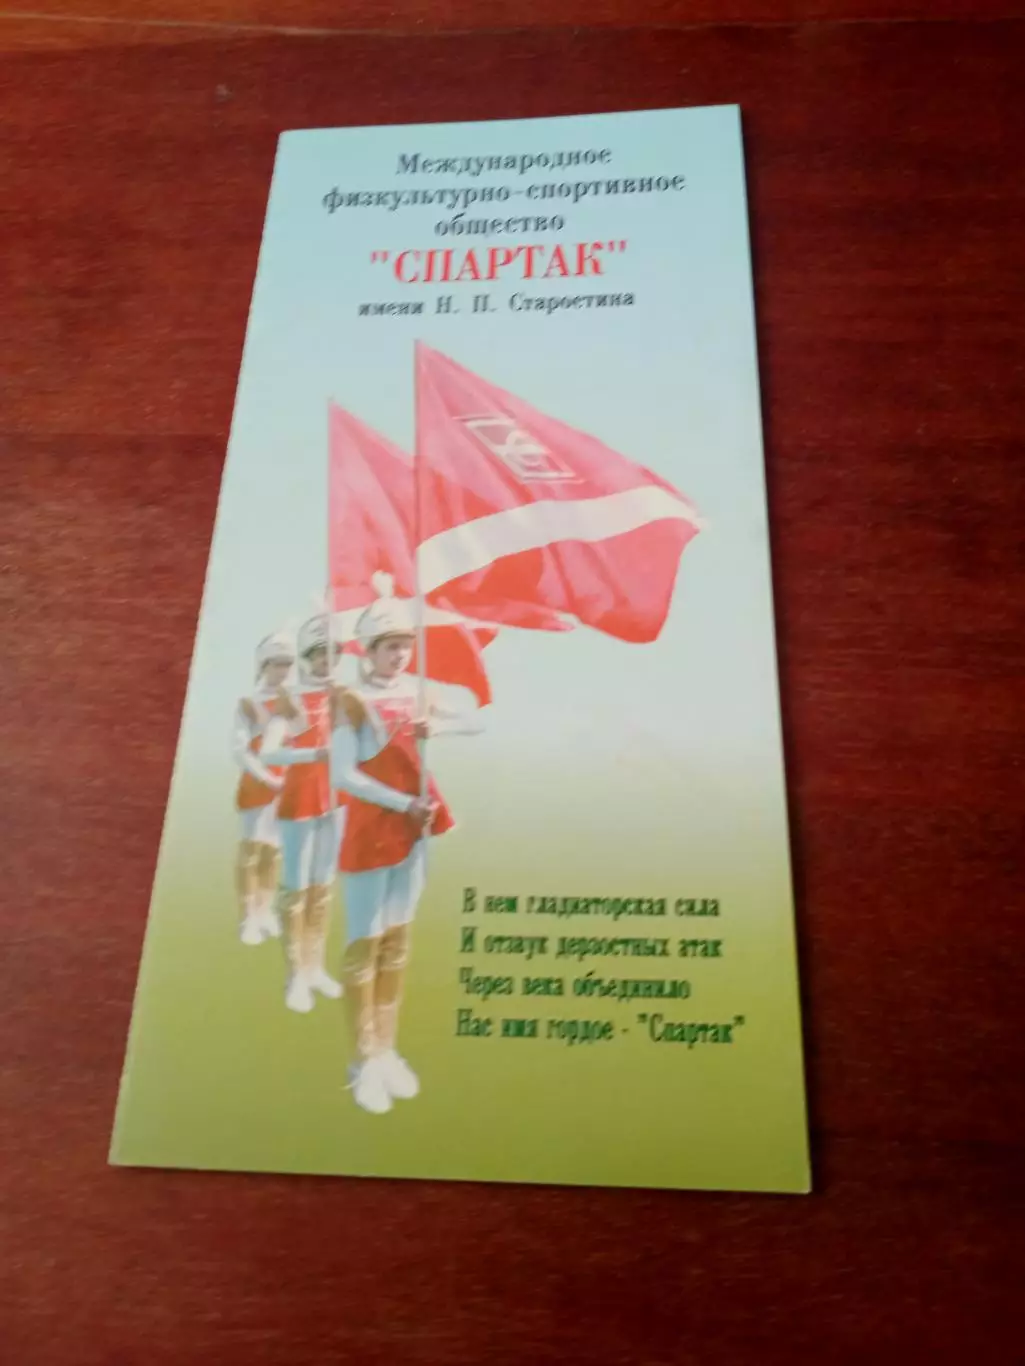 Международное
физкультурно-спортивное
общество
"СПАРТАК"
имени Н. П. Старостина
В нем гладиаторская сила
И отзвук дерзостных атак
Через века объединило
Нас имя гордое - "Спартак"